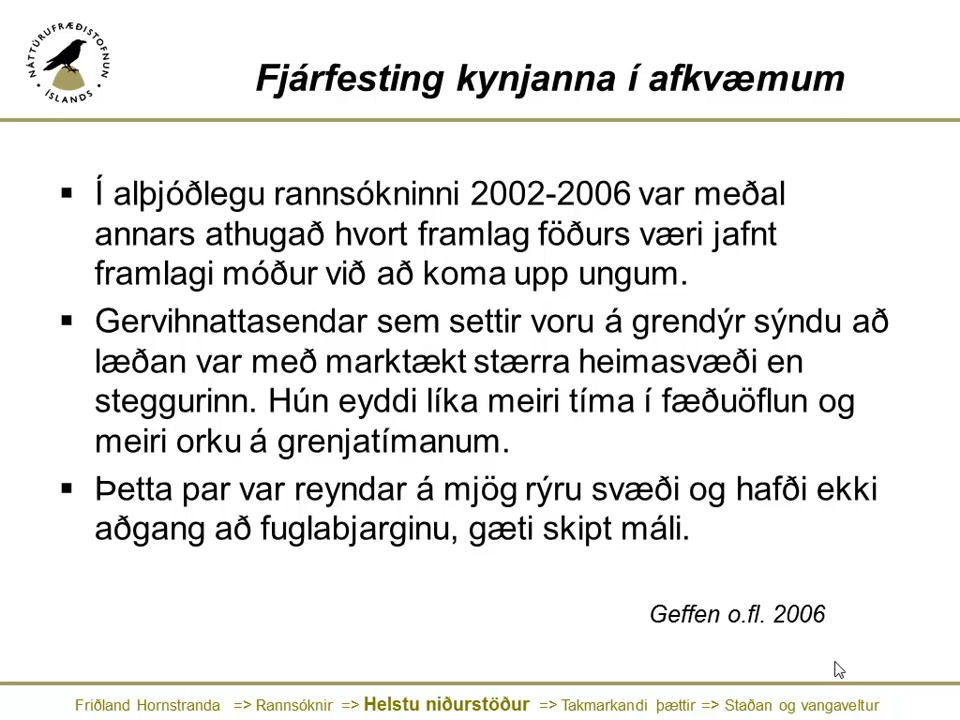 NÁTTÚRUFRÆÐISTOFNUN
• ÍSLANDS •
Fjárfesting kynjanna í afkvæmum
▪ Í alþjóðlegu rannsókninni 2002-2006 var meðal
annars athugað hvort framlag föðurs væri jafnt
framlagi móður við að koma upp ungum.
▪ Gervihnattasendar sem settir voru á grendýr sýndu að
læðan var með marktækt stærra heimasvæði en
steggurinn. Hún eyddi líka meiri tíma í fæðuöflun og
meiri orku á grenjatímanum.
▪ Þetta par var reyndar á mjög rýru svæði og hafði ekki
aðgang að fuglabjarginu, gæti skipt máli.
Geffen o.fl. 2006
Friðland Hornstranda => Rannsóknir => Helstu niðurstöður => Takmarkandi þættir => Staðan og vangaveltur